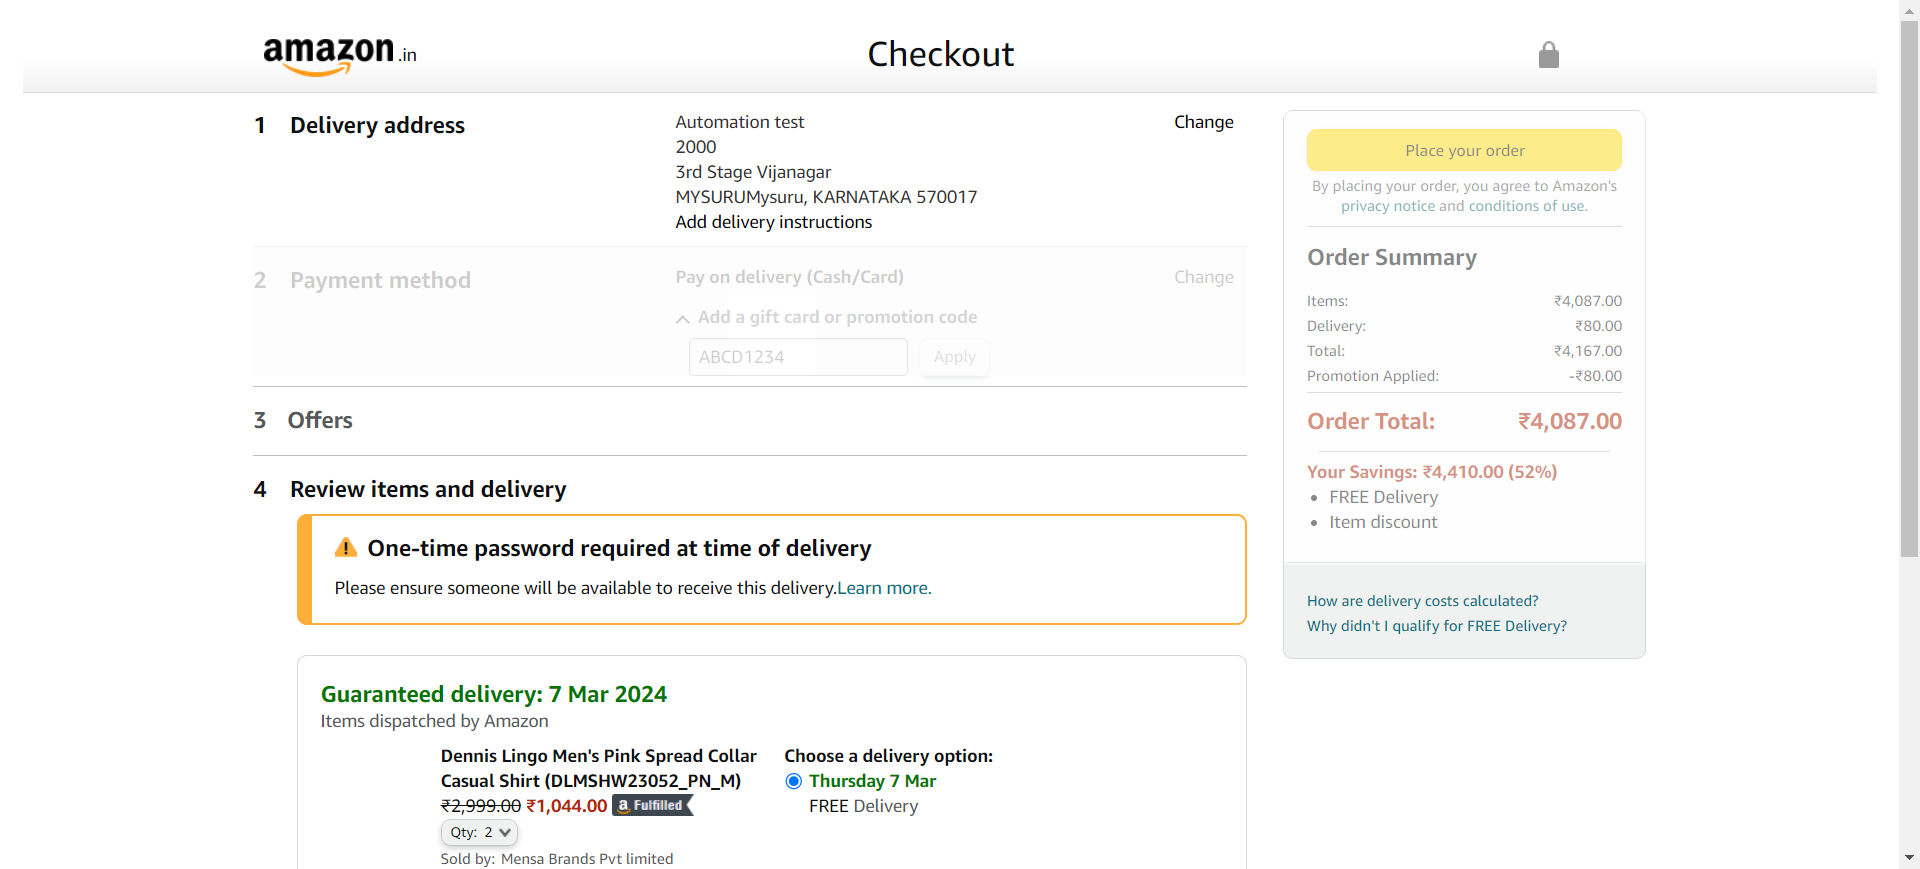 amazon.in
Checkout
1 Delivery address
Automation test
2000
3rd Stage Vijanagar
MYSURUMysuru, KARNATAKA 570017
Add delivery instructions
Change
2 Payment method
Pay on delivery (Cash/Card)
Change
Add a gift card or promotion code
ABCD1234
Apply
3 Offers
4 Review items and delivery
One-time password required at time of delivery
Please ensure someone will be available to receive this delivery.Learn more.
Guaranteed delivery: 7 Mar 2024
Items dispatched by Amazon
Dennis Lingo Men's Pink Spread Collar
Casual Shirt (DLMSHW23052_PN_M)
₹2,999.00 ₹1,044.00 a Fulfilled
Qty: 2
Sold by: Mensa Brands Pvt limited
Choose a delivery option:
Thursday 7 Mar
FREE Delivery
Place your order
By placing your order, you agree to Amazon's
privacy notice and conditions of use.
Order Summary
Items: ₹4,087.00
Delivery: ₹80.00
Total: ₹4,167.00
Promotion Applied: -₹80.00
Order Total: ₹4,087.00
Your Savings: ₹4,410.00 (52%)
FREE Delivery
Item discount
How are delivery costs calculated?
Why didn't I qualify for FREE Delivery?